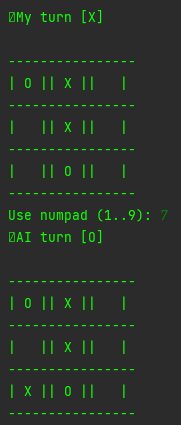 My turn [X]
----------------
| O || X ||   |
----------------
|   || X ||   |
----------------
|   || O ||   |
----------------
Use numpad (1..9): 7
AI turn [O]
----------------
| O || X ||   |
----------------
|   || X ||   |
----------------
| X || O ||   |
----------------